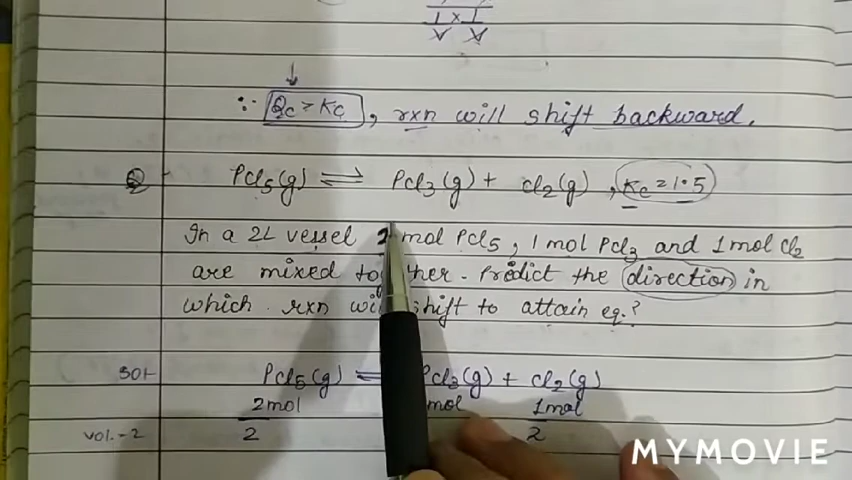 1 × 1
V V
∵ Qc > Kc , rxn will shift backward.
Q PCl5(g) ⇌ PCl3(g) + Cl2(g) , Kc = 1.5
In a 2L vessel 2 mol PCl5 , 1 mol PCl3 and 1 mol Cl2
are mixed together. Predict the direction in
which rxn will shift to attain eq.?
Sol- PCl5(g) ⇌ PCl3(g) + Cl2(g)
2mol mol 1mol
vol.-2 2 2
MYMOVIE